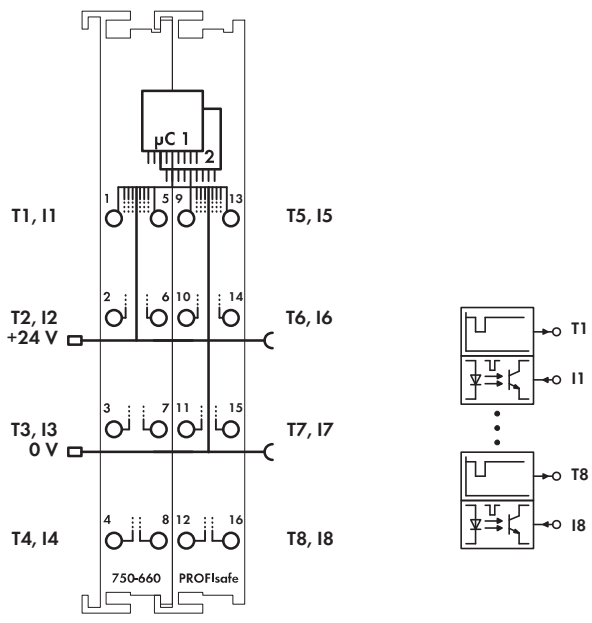 µC 1
2
1 5 9 13
T1, I1 T5, I5
2 6 10 14
T2, I2 T6, I6
+24 V
3 7 11 15
T3, I3 T7, I7
0 V
4 8 12 16
T4, I4 T8, I8
750-660 PROFIsafe
T1
I1
T8
I8